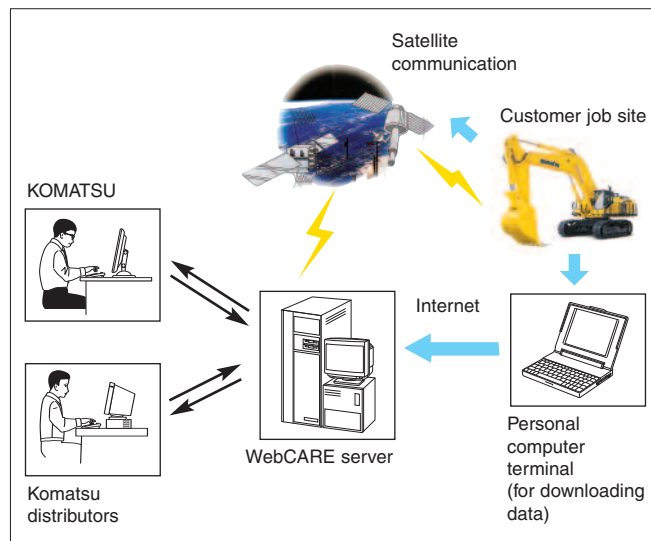 Satellite
communication
Customer job site
KOMATSU
Internet
WebCARE server
Personal
computer
terminal
(for downloading
data)
Komatsu
distributors